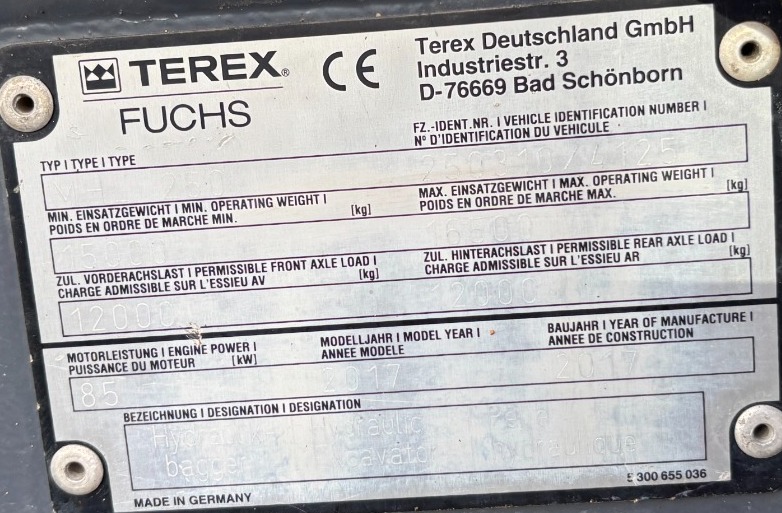 TEREX®
FUCHS
CE
Terex Deutschland GmbH
Industriestr. 3
D-76669 Bad Schönborn
TYP I TYPE I TYPE
FZ.-IDENT.NR. I VEHICLE IDENTIFICATION NUMBER I
N° D'IDENTIFICATION DU VEHICULE
MIN. EINSATZGEWICHT I MIN. OPERATING WEIGHT I
POIDS EN ORDRE DE MARCHE MIN. [kg]
MAX. EINSATZGEWICHT I MAX. OPERATING WEIGHT I
POIDS EN ORDRE DE MARCHE MAX. [kg]
ZUL. VORDERACHSLAST I PERMISSIBLE FRONT AXLE LOAD I
CHARGE ADMISSIBLE SUR L'ESSIEU AV [kg]
ZUL. HINTERACHSLAST I PERMISSIBLE REAR AXLE LOAD I
CHARGE ADMISSIBLE SUR L'ESSIEU AR [kg]
12000
12000
MOTORLEISTUNG I ENGINE POWER I
PUISSANCE DU MOTEUR [kW]
MODELLJAHR I MODEL YEAR I
ANNEE MODELE
BAUJAHR I YEAR OF MANUFACTURE I
ANNEE DE CONSTRUCTION
85
2017
2017
BEZEICHNUNG I DESIGNATION I DESIGNATION
bagger hydraulique
MADE IN GERMANY
5 300 655 036